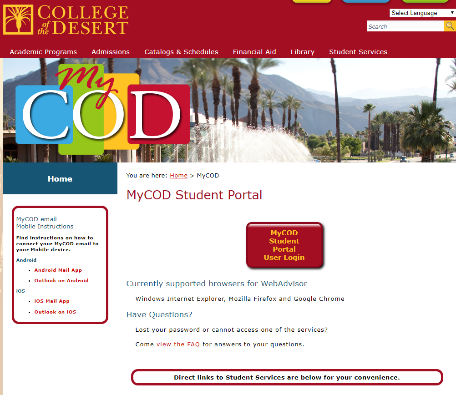 COLLEGE
of the DESERT
Select Language
Search
Academic Programs Admissions Catalogs & Schedules Financial Aid Library Student Services
My
COD
Home
You are here: Home > MyCOD
MyCOD Student Portal
MyCOD email
Mobile Instructions
Find instructions on how to
connect your MyCOD email to
your Mobile device.
Android
Android Mail App
Outlook on Android
IOS
IOS Mail App
Outlook on IOS
MyCOD
Student
Portal
User Login
Currently supported browsers for WebAdvisor
Windows Internet Explorer, Mozilla Firefox and Google Chrome
Have Questions?
Lost your password or cannot access one of the services?
Come view the FAQ for answers to your questions.
Direct links to Student Services are below for your convenience.